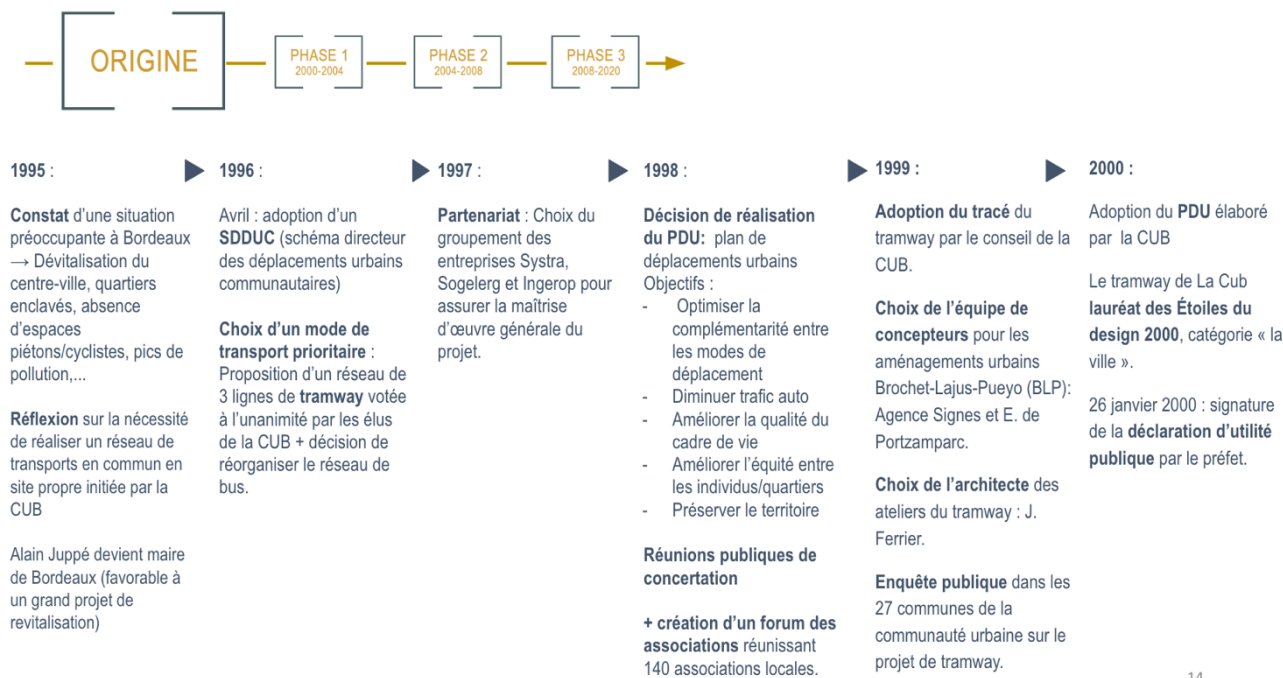 ORIGINE
PHASE 1
2000-2004
PHASE 2
2004-2008
PHASE 3
2008-2020
1995 :
Constat d'une situation
préoccupante à Bordeaux
→ Dévitalisation du
centre-ville, quartiers
enclavés, absence
d'espaces
piétons/cyclistes, pics de
pollution,...
Réflexion sur la nécessité
de réaliser un réseau de
transports en commun en
site propre initiée par la
CUB
Alain Juppé devient maire
de Bordeaux (favorable à
un grand projet de
revitalisation)
1996 :
Avril : adoption d'un
SDDUC (schéma directeur
des déplacements urbains
communautaires)
Choix d'un mode de
transport prioritaire :
Proposition d'un réseau de
3 lignes de tramway votée
à l'unanimité par les élus
de la CUB + décision de
réorganiser le réseau de
bus.
1997 :
Partenariat : Choix du
groupement des
entreprises Systra,
Sogelerg et Ingerop pour
assurer la maîtrise
d'œuvre générale du
projet.
1998 :
Décision de réalisation
du PDU: plan de
déplacements urbains
Objectifs :
- Optimiser la
complémentarité entre
les modes de
déplacement
- Diminuer trafic auto
- Améliorer la qualité du
cadre de vie
- Améliorer l'équité entre
les individus/quartiers
- Préserver le territoire
Réunions publiques de
concertation
+ création d'un forum des
associations réunissant
140 associations locales.
1999 :
Adoption du tracé du
tramway par le conseil de la
CUB.
Choix de l'équipe de
concepteurs pour les
aménagements urbains
Brochet-Lajus-Pueyo (BLP):
Agence Signes et E. de
Portzamparc.
Choix de l'architecte des
ateliers du tramway : J.
Ferrier.
Enquête publique dans les
27 communes de la
communauté urbaine sur le
projet de tramway.
2000 :
Adoption du PDU élaboré
par la CUB
Le tramway de La Cub
lauréat des Étoiles du
design 2000, catégorie « la
ville ».
26 janvier 2000 : signature
de la déclaration d'utilité
publique par le préfet.
14